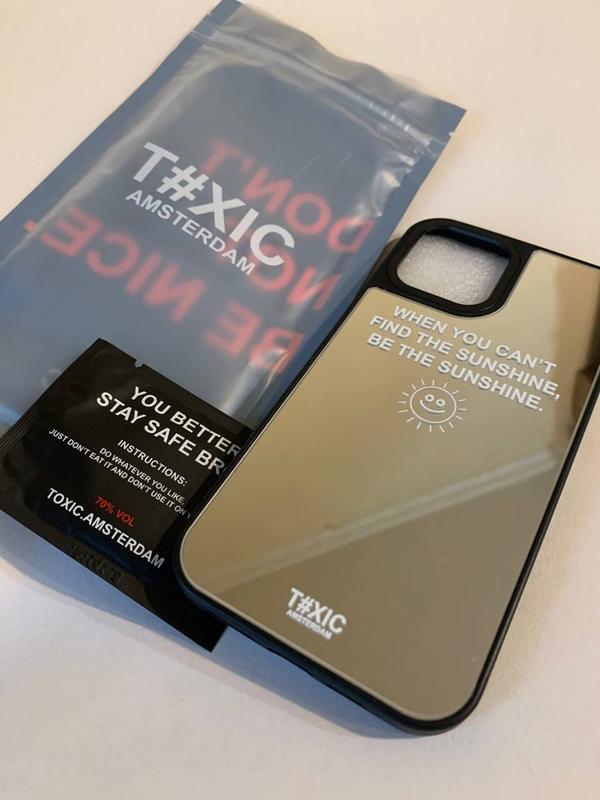 T#XIC
AMSTERDAM
DON'T
BE NICE.
WHEN YOU CAN'T
FIND THE SUNSHINE,
BE THE SUNSHINE.
T#XIC
AMSTERDAM
YOU BETTER
STAY SAFE BR
INSTRUCTIONS:
DO WHATEVER YOU LIKE,
JUST DON'T EAT IT AND DON'T USE IT ON
70% VOL
TOXIC.AMSTERDAM